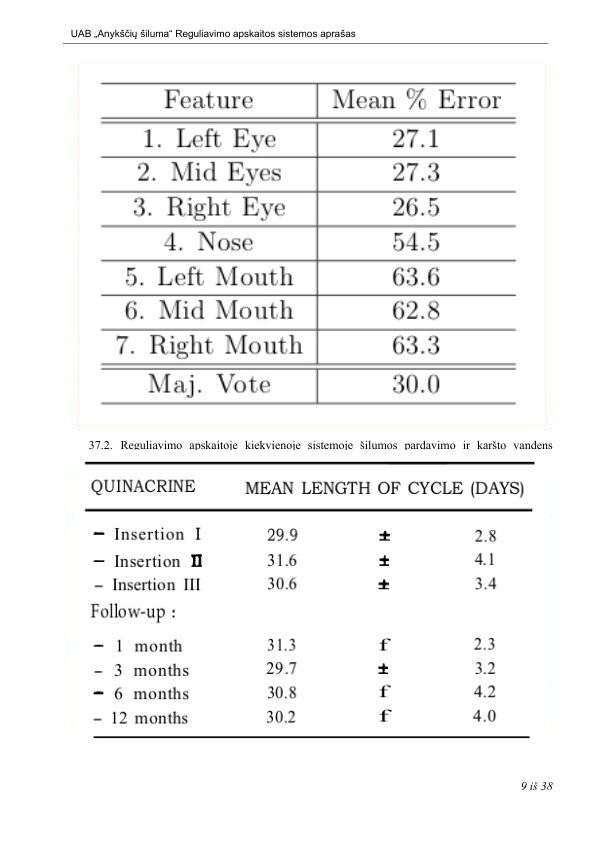 UAB „Anykščių šiluma“ Reguliavimo apskaitos sistemos aprašas
Feature Mean % Error
1. Left Eye 27.1
2. Mid Eyes 27.3
3. Right Eye 26.5
4. Nose 54.5
5. Left Mouth 63.6
6. Mid Mouth 62.8
7. Right Mouth 63.3
Maj. Vote 30.0
37.2. Reguliavimo apskaitoje kiekvienoje sistemoje šilumos pardavimo ir karšto vandens
QUINACRINE MEAN LENGTH OF CYCLE (DAYS)
– Insertion I 29.9 ± 2.8
– Insertion II 31.6 ± 4.1
– Insertion III 30.6 ± 3.4
Follow-up :
– 1 month 31.3 f 2.3
– 3 months 29.7 ± 3.2
– 6 months 30.8 f 4.2
– 12 months 30.2 f 4.0
9 iš 38